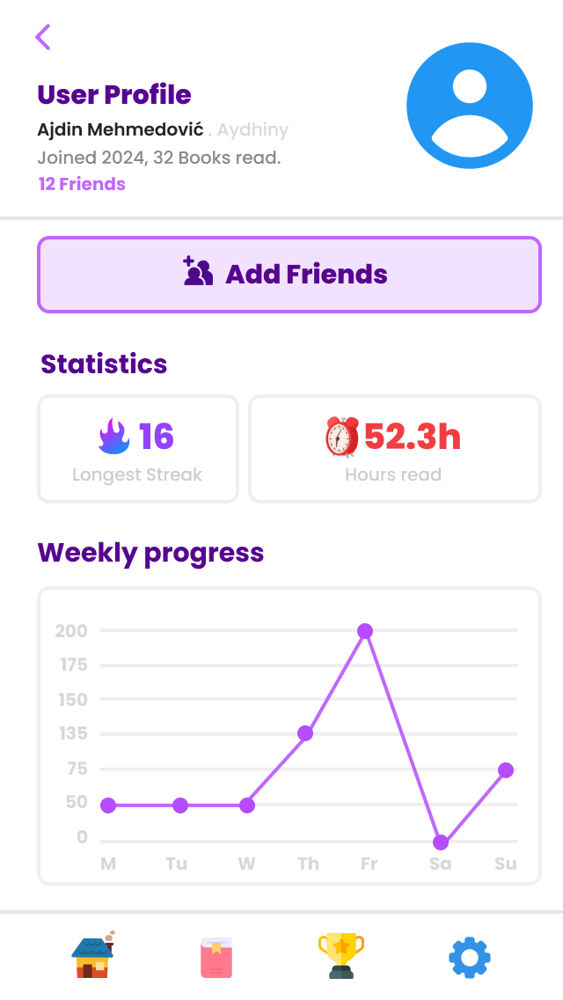 User Profile
Ajdin Mehmedović . Aydhiny
Joined 2024, 32 Books read.
12 Friends
Add Friends
Statistics
16
Longest Streak
52.3h
Hours read
Weekly progress
200
175
150
135
75
50
0
M Tu W Th Fr Sa Su